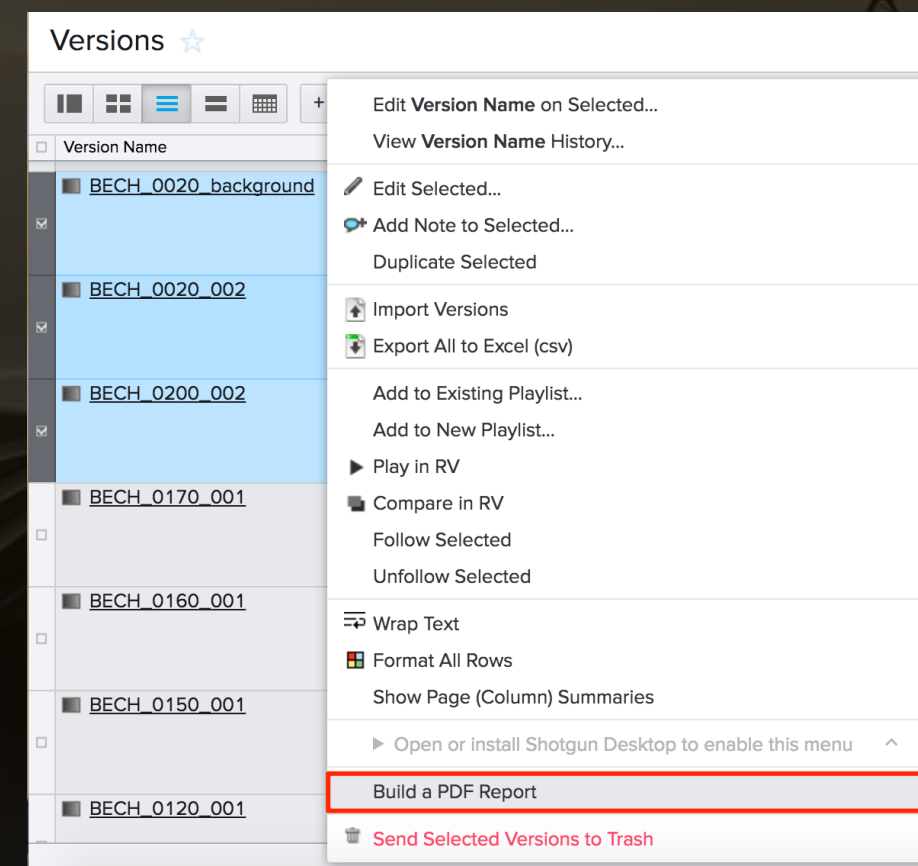 Versions
+
Version Name
BECH_0020_background
BECH_0020_002
BECH_0200_002
BECH_0170_001
BECH_0160_001
BECH_0150_001
BECH_0120_001
Edit Version Name on Selected...
View Version Name History...
Edit Selected...
Add Note to Selected...
Duplicate Selected
Import Versions
Export All to Excel (csv)
Add to Existing Playlist...
Add to New Playlist...
Play in RV
Compare in RV
Follow Selected
Unfollow Selected
Wrap Text
Format All Rows
Show Page (Column) Summaries
Open or install Shotgun Desktop to enable this menu
Build a PDF Report
Send Selected Versions to Trash